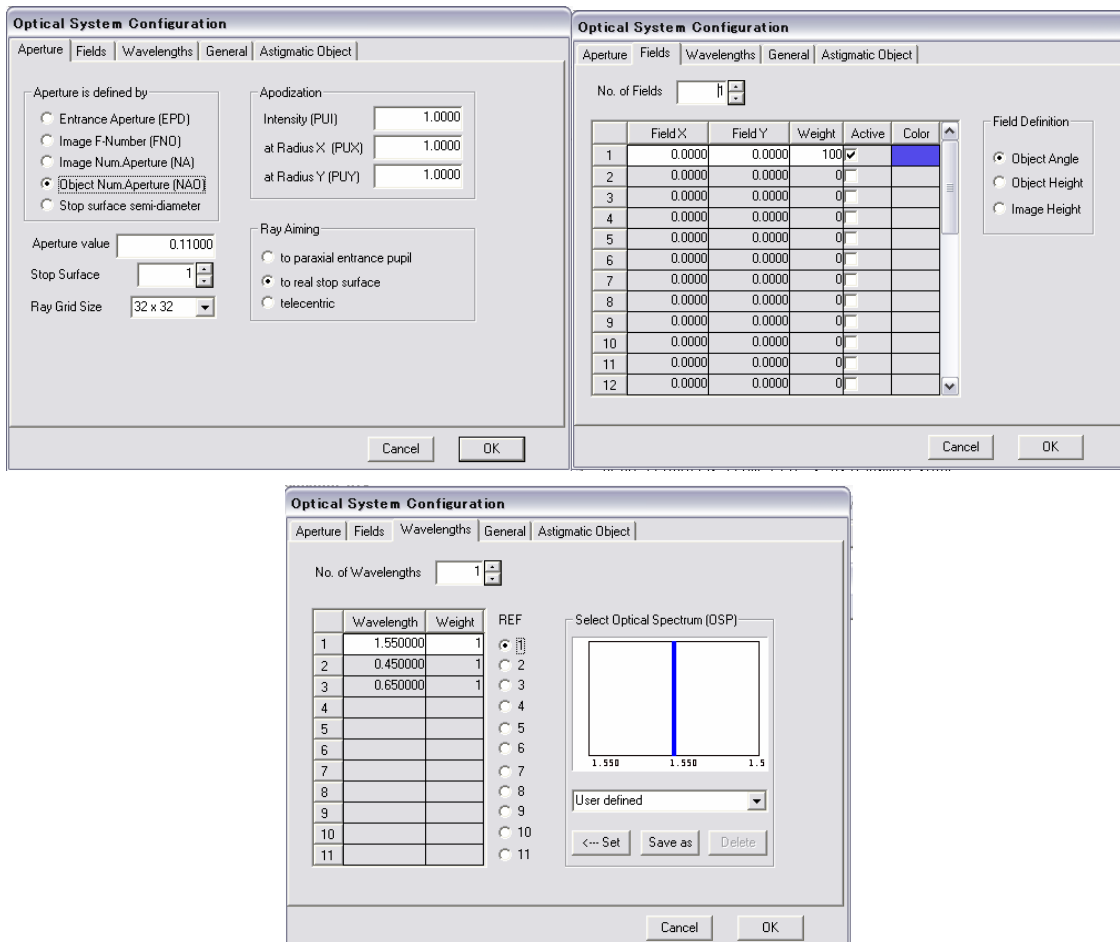 Optical System Configuration
Aperture Fields Wavelengths General Astigmatic Object
Aperture is defined by
Entrance Aperture (EPD)
Image F-Number (FNO)
Image Num.Aperture (NA)
Object Num.Aperture (NAO)
Stop surface semi-diameter
Aperture value 0.11000
Stop Surface 1
Ray Grid Size 32 x 32
Apodization
Intensity (PUI) 1.0000
at Radius X (PUX) 1.0000
at Radius Y (PUY) 1.0000
Ray Aiming
to paraxial entrance pupil
to real stop surface
telecentric
Cancel OK
Optical System Configuration
Aperture Fields Wavelengths General Astigmatic Object
No. of Fields 1
Field X Field Y Weight Active Color
1 0.0000 0.0000 100
2 0.0000 0.0000 0
3 0.0000 0.0000 0
4 0.0000 0.0000 0
5 0.0000 0.0000 0
6 0.0000 0.0000 0
7 0.0000 0.0000 0
8 0.0000 0.0000 0
9 0.0000 0.0000 0
10 0.0000 0.0000 0
11 0.0000 0.0000 0
12 0.0000 0.0000 0
Field Definition
Object Angle
Object Height
Image Height
Cancel OK
Optical System Configuration
Aperture Fields Wavelengths General Astigmatic Object
No. of Wavelengths 1
Wavelength Weight REF
1 1.550000 1 1
2 0.450000 1 2
3 0.650000 1 3
4 4
5 5
6 6
7 7
8 8
9 9
10 10
11 11
Select Optical Spectrum (OSP)
1.550 1.550 1.5
User defined
<--- Set Save as Delete
Cancel OK